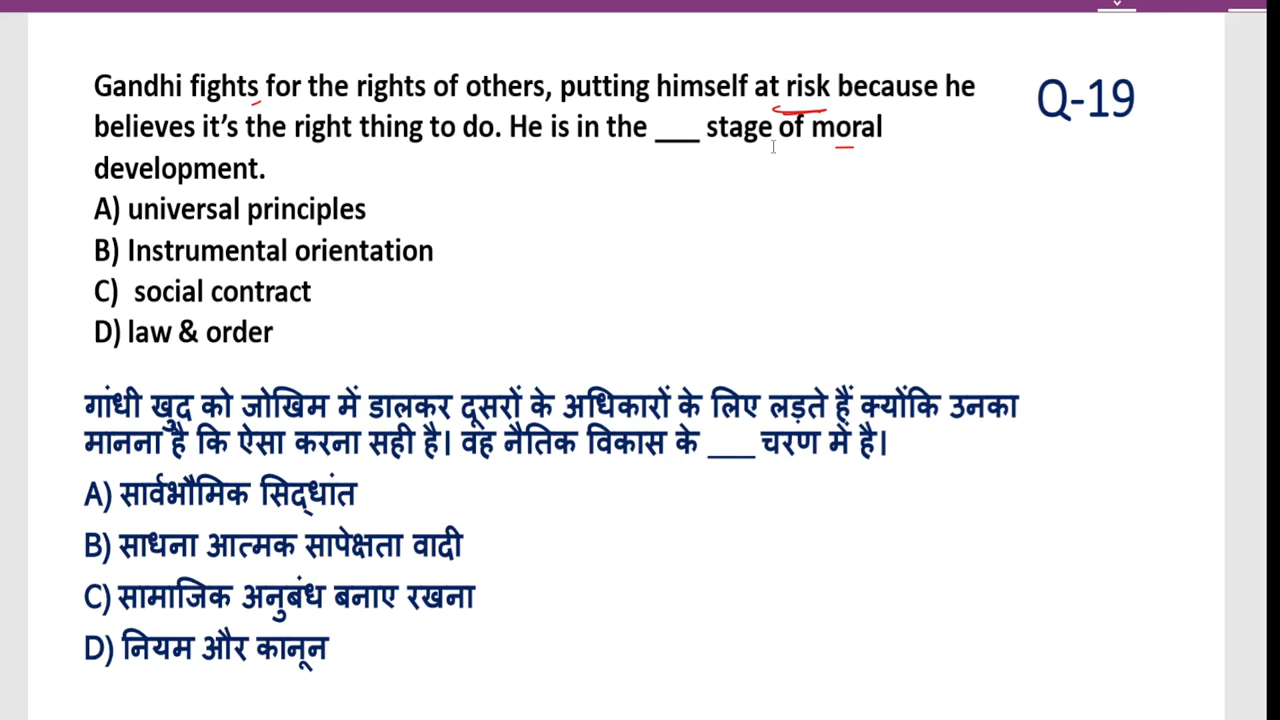 Gandhi fights for the rights of others, putting himself at risk because he
believes it’s the right thing to do. He is in the ___ stage of moral
development.
A) universal principles
B) Instrumental orientation
C) social contract
D) law & order
Q-19
गांधी खुद को जोखिम में डालकर दूसरों के अधिकारों के लिए लड़ते हैं क्योंकि उनका
मानना है कि ऐसा करना सही है। वह नैतिक विकास के ___ चरण में है।
A) सार्वभौमिक सिद्धांत
B) साधना आत्मक सापेक्षता वादी
C) सामाजिक अनुबंध बनाए रखना
D) नियम और कानून